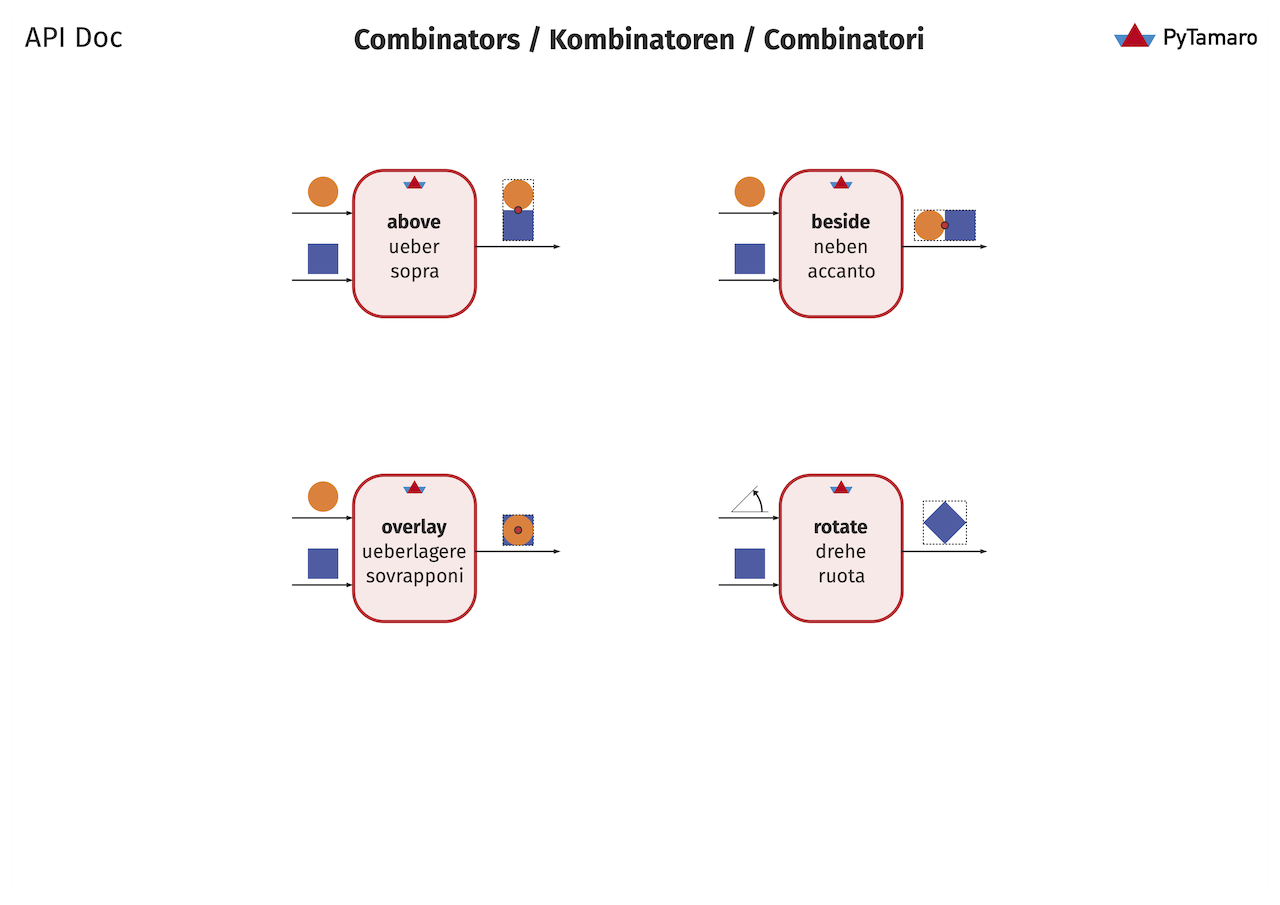 API Doc
Combinators / Kombinatoren / Combinatori
PyTamaro
above
ueber
sopra
beside
neben
accanto
overlay
ueberlagere
sovrapponi
rotate
drehe
ruota